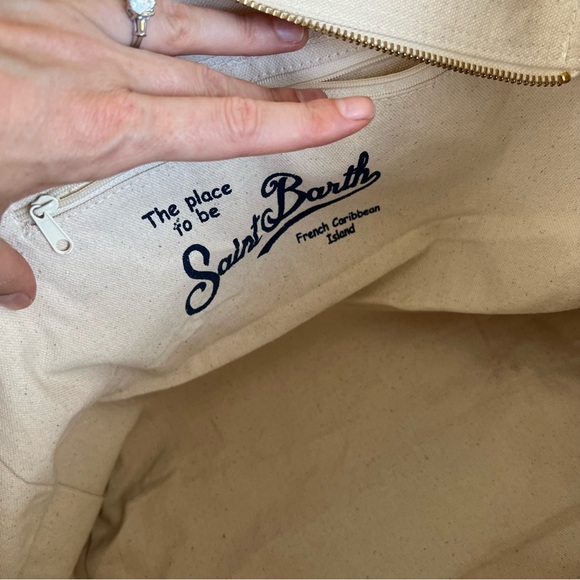 The place
to be
Saint Barth
French Caribbean
Island